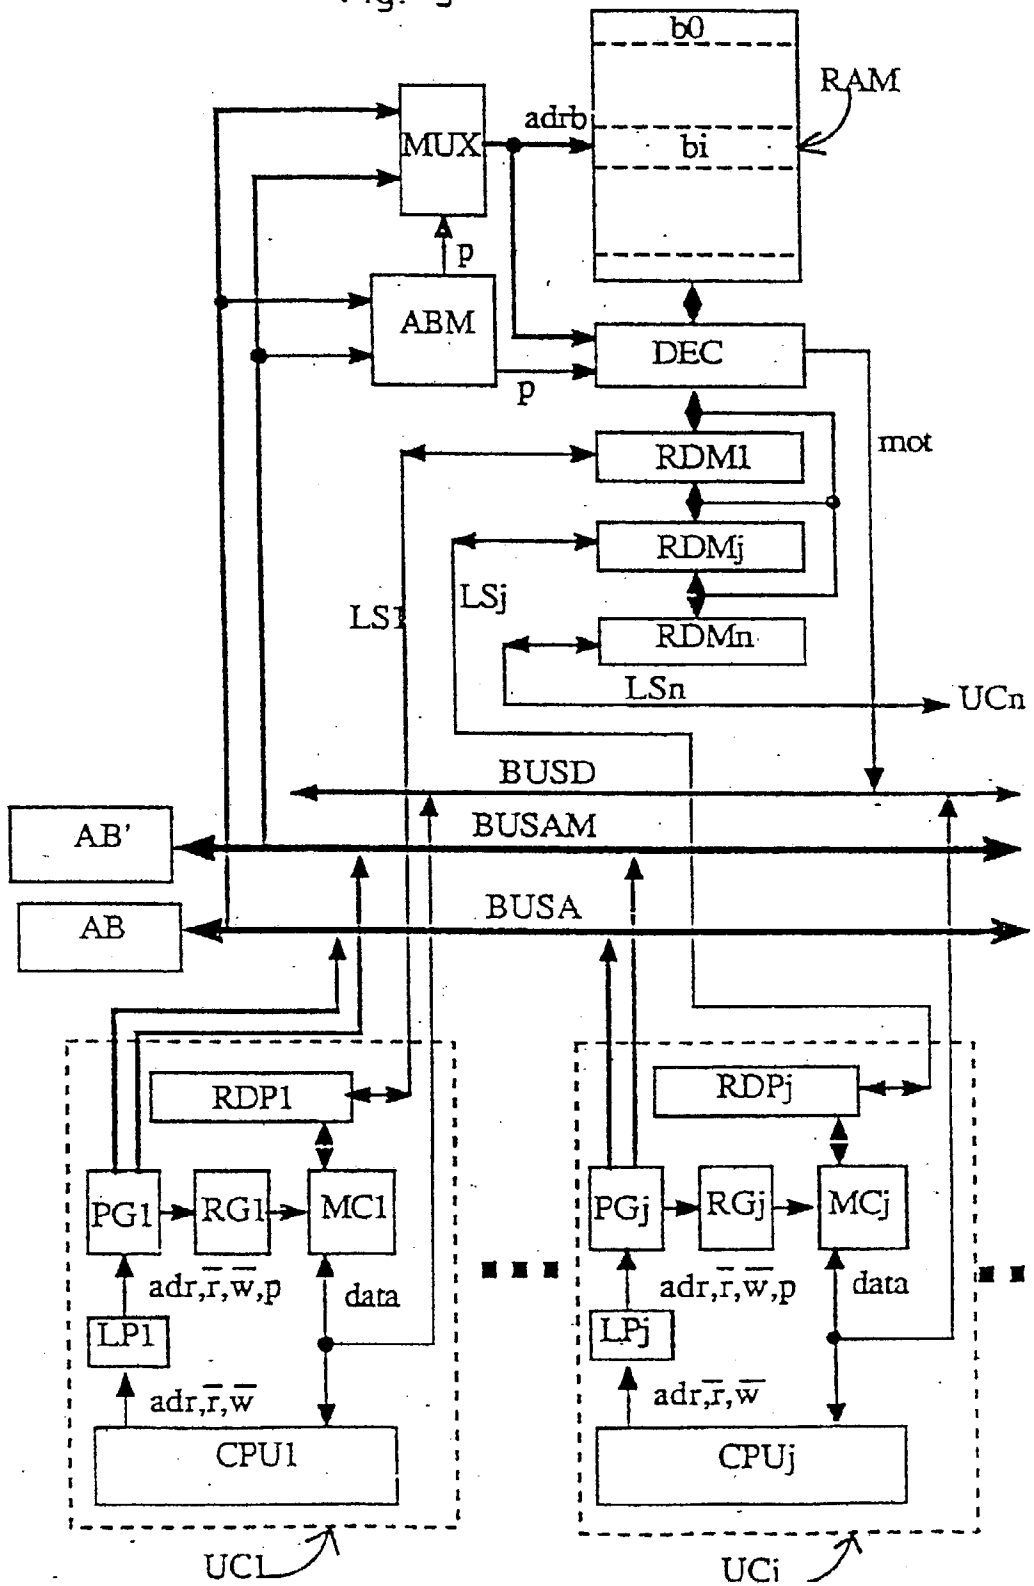 b0
RAM
adrb
MUX
bi
p
ABM
DEC
p
mot
RDM1
RDMj
LSj
LS1
RDMn
LSn
UCn
BUSD
AB'
BUSAM
AB
BUSA
RDP1
RDPj
PG1
RG1
MC1
PGj
RGj
MCj
adr,r̅,w̅,p
data
adr,r̅,w̅,p
data
LP1
LPj
adr,r̅,w̅
adr,r̅,w̅
CPU1
CPUj
UC1
UCj